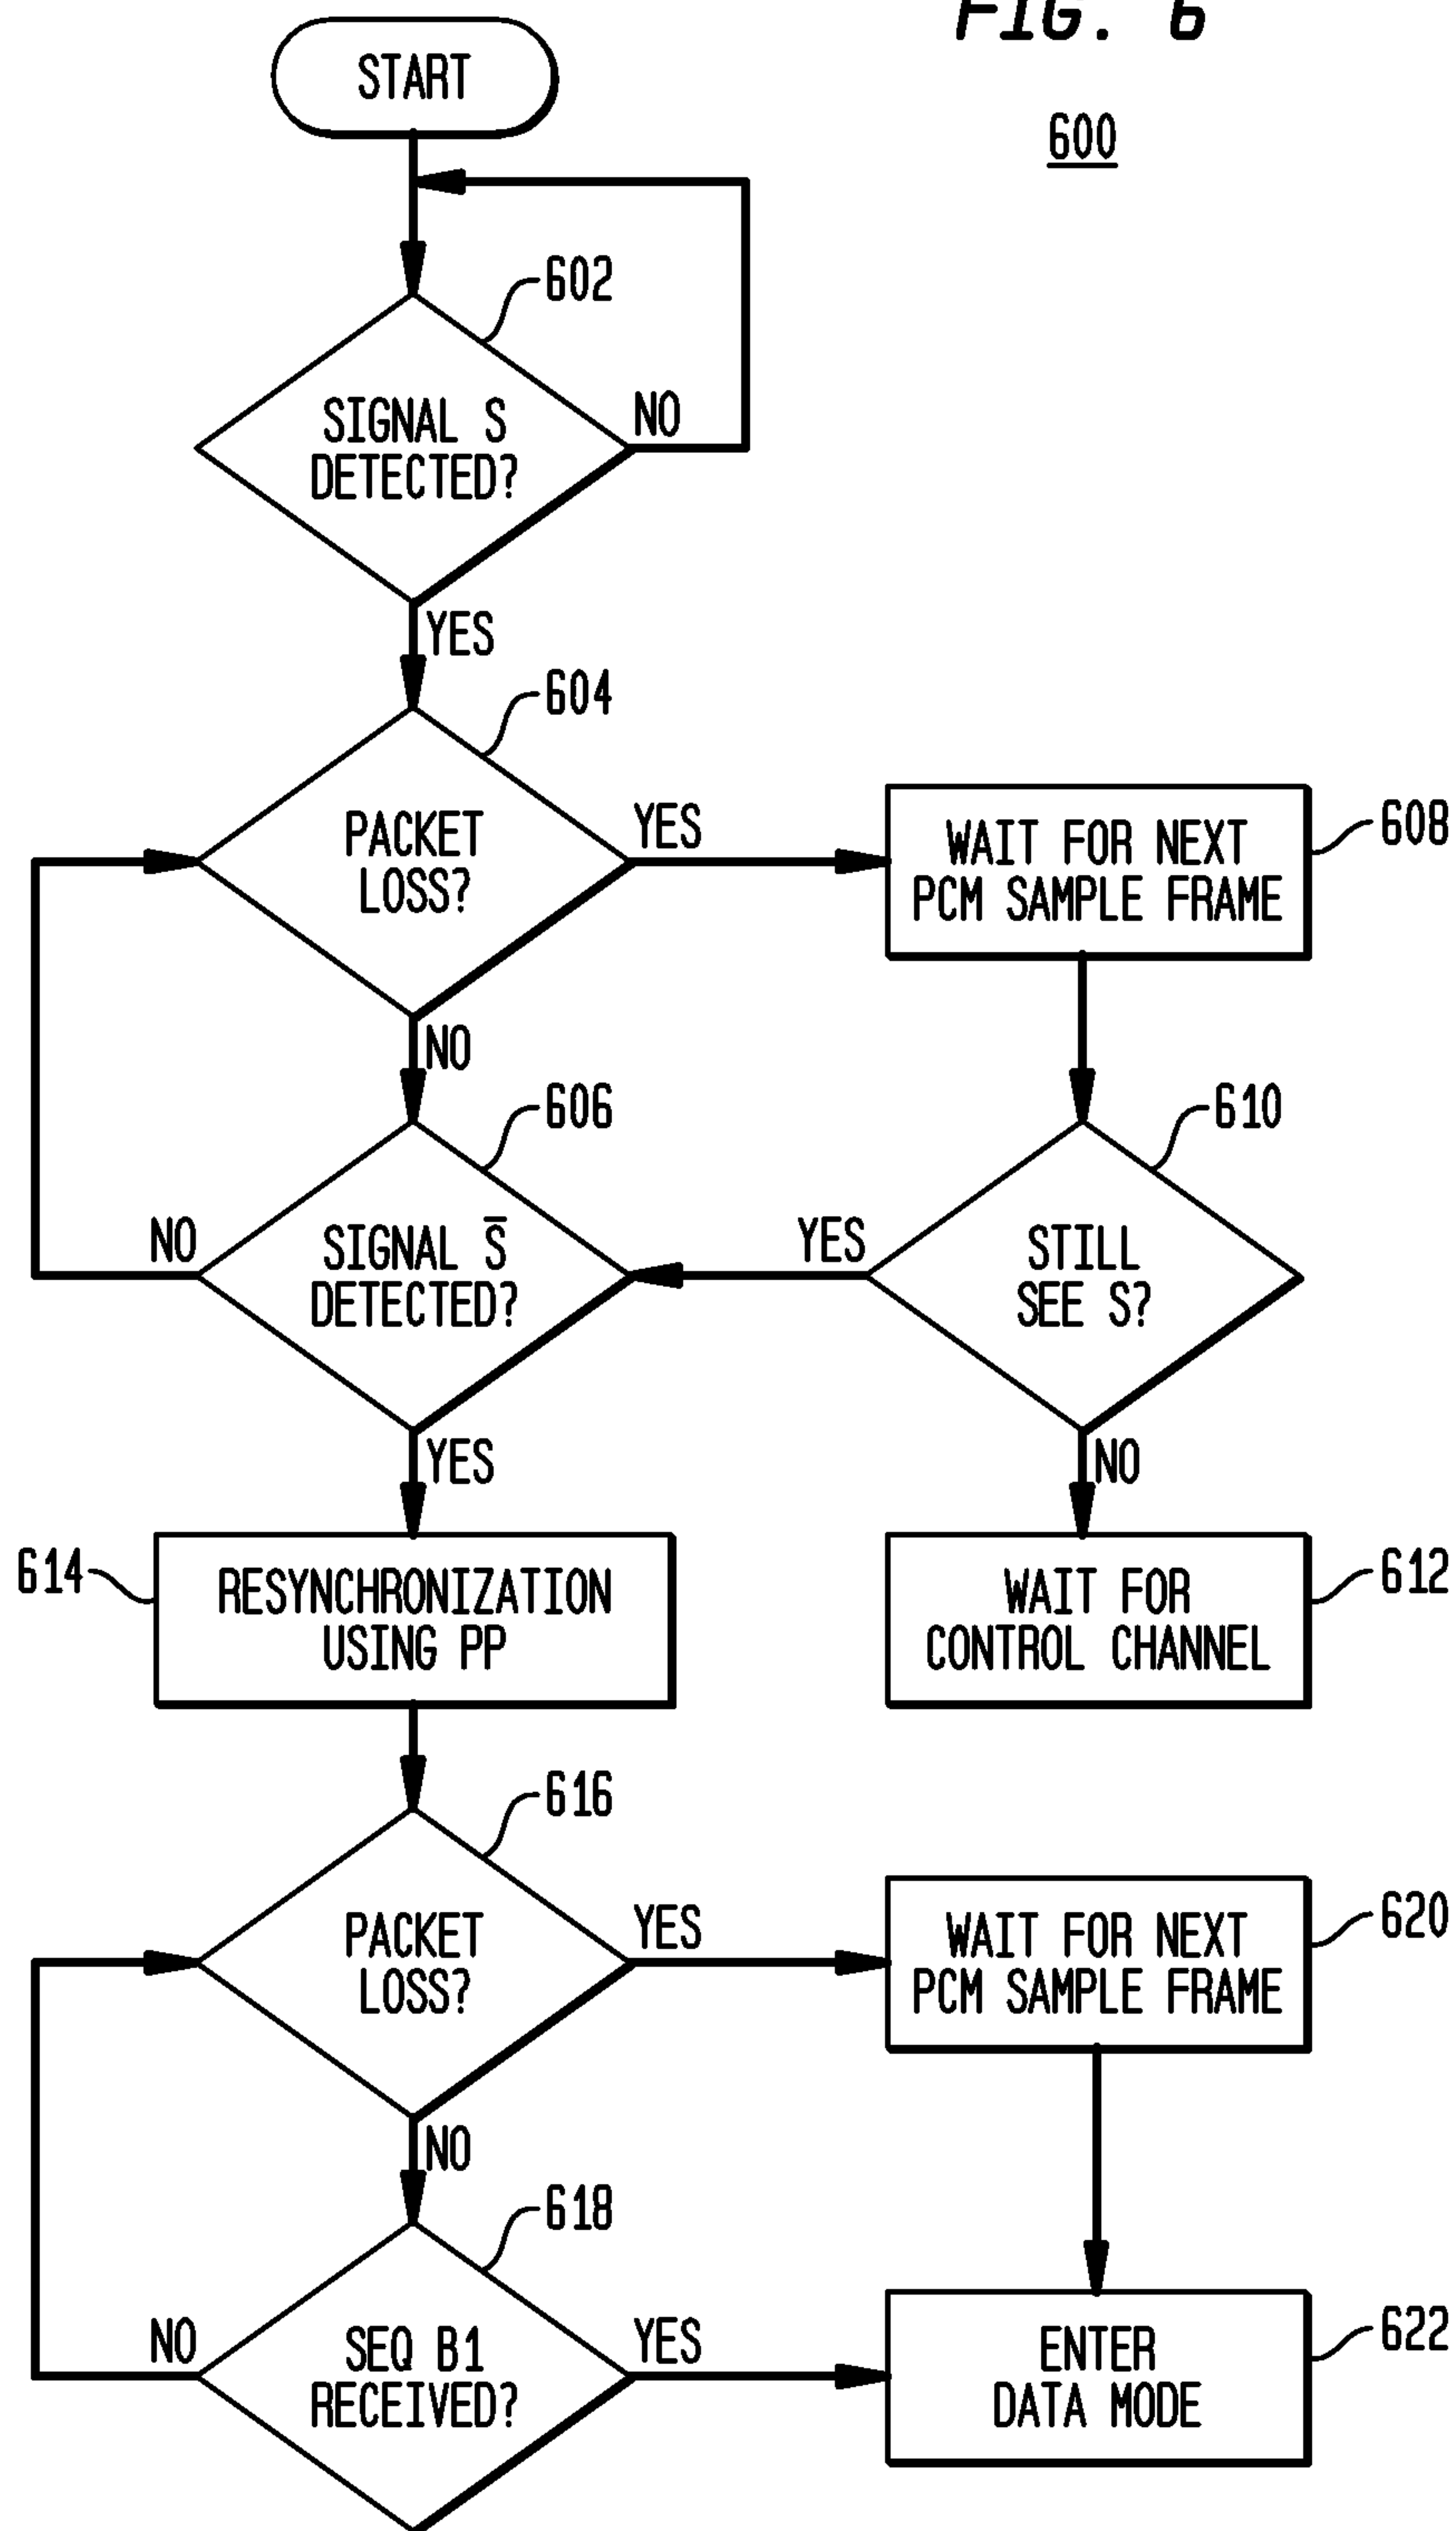 FIG. 6
600
START
602
SIGNAL S
DETECTED?
NO
YES
604
PACKET
LOSS?
YES
WAIT FOR NEXT
PCM SAMPLE FRAME
608
NO
606
610
SIGNAL S̅
DETECTED?
NO
YES
STILL
SEE S?
YES
NO
614
RESYNCHRONIZATION
USING PP
WAIT FOR
CONTROL CHANNEL
612
616
PACKET
LOSS?
YES
WAIT FOR NEXT
PCM SAMPLE FRAME
620
NO
618
SEQ B1
RECEIVED?
NO
YES
ENTER
DATA MODE
622